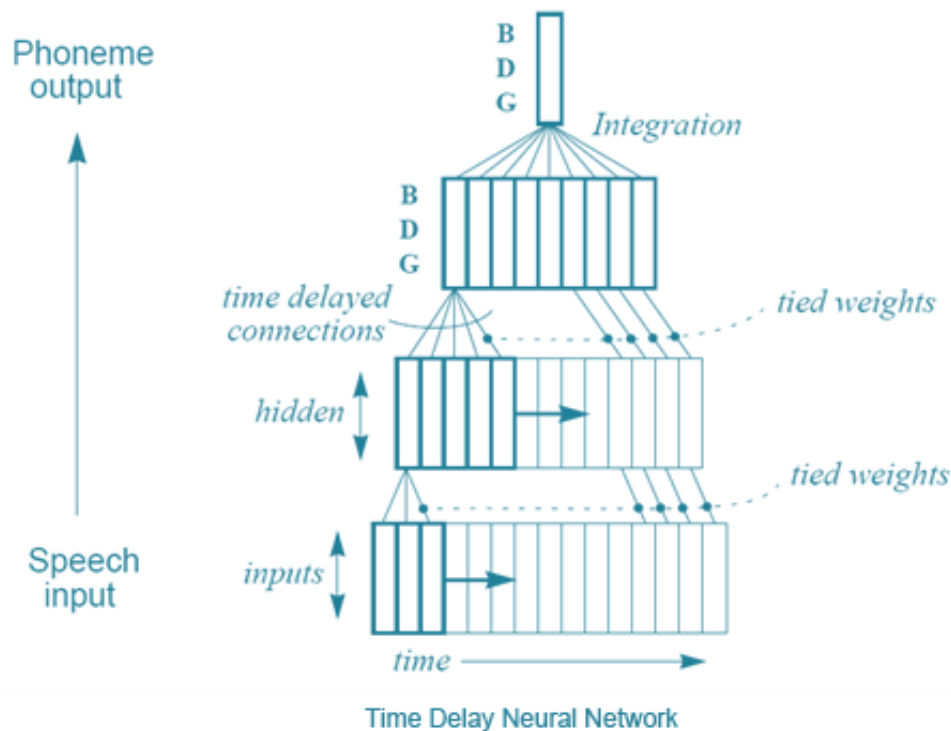 Phoneme
output
B
D
G
Integration
B
D
G
time delayed
connections
tied weights
hidden
tied weights
Speech
input
inputs
time
Time Delay Neural Network